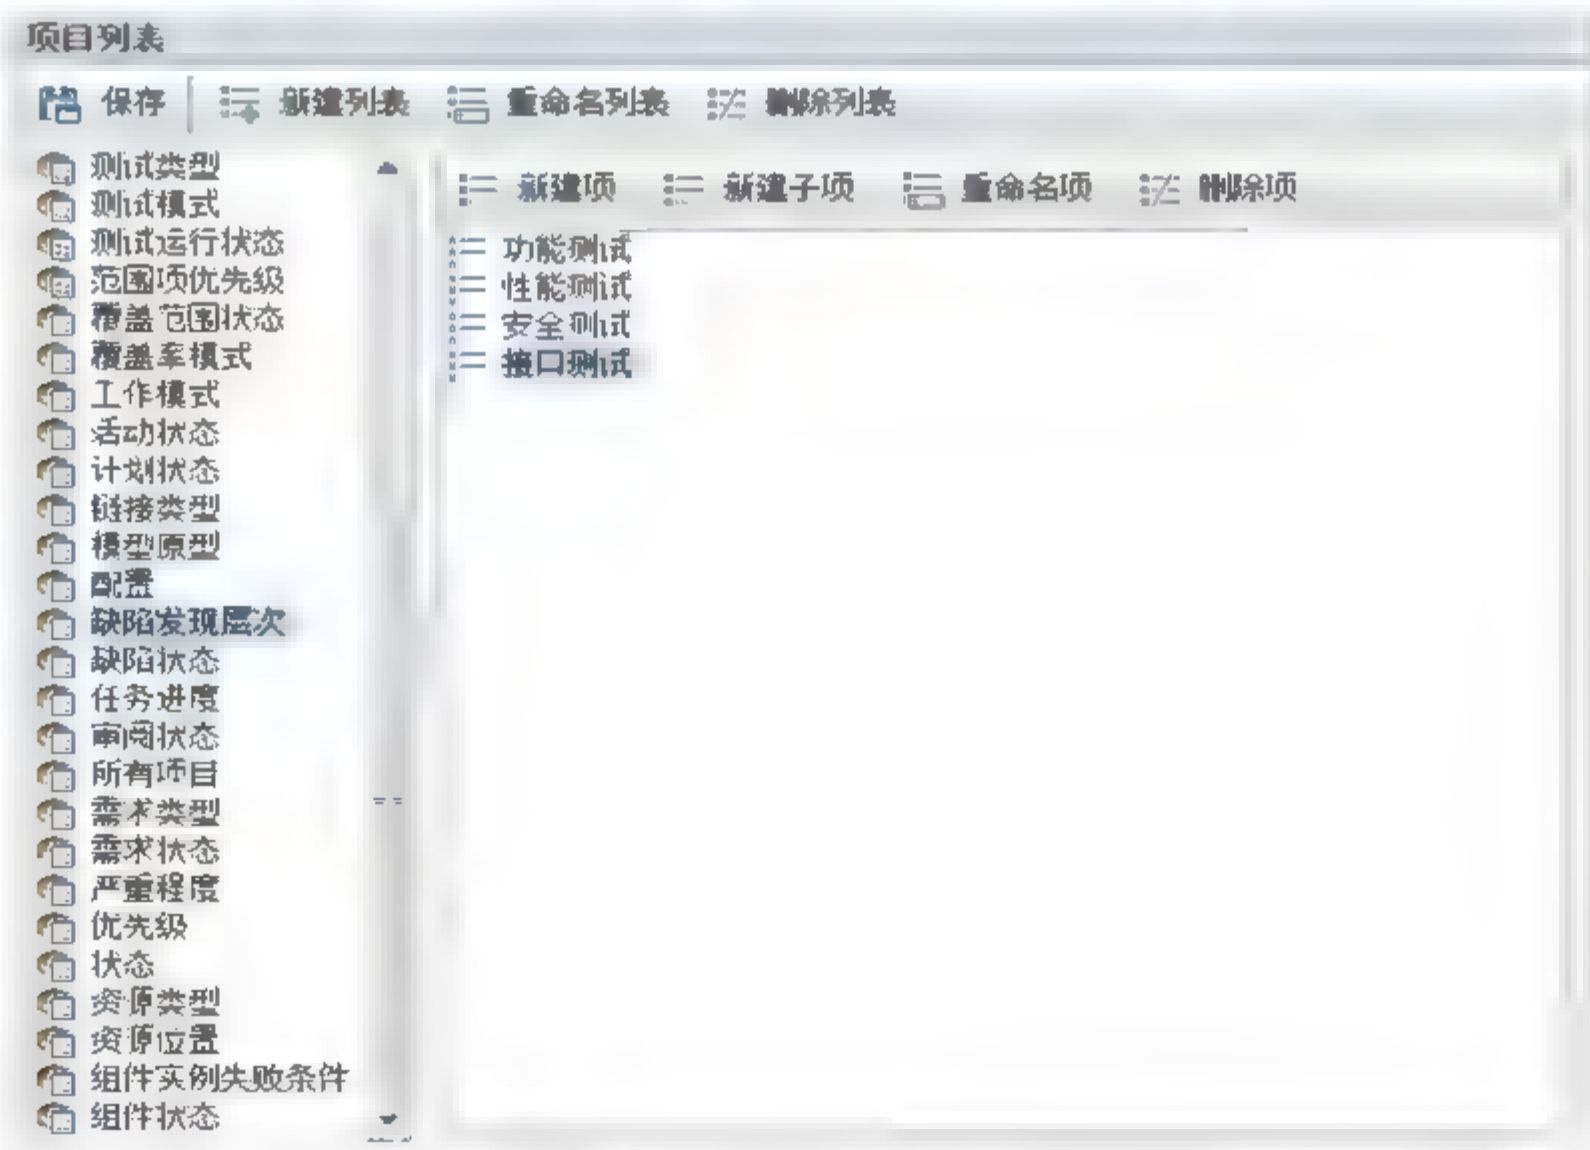 项目列表
保存 新建列表 重命名列表 删除列表
测试类型
测试模式
测试运行状态
范围项优先级
覆盖范围状态
覆盖率模式
工作模式
活动状态
计划状态
链接类型
模型原型
配置
缺陷发现层次
缺陷状态
任务进度
审阅状态
所有项目
需求类型
需求状态
严重程度
优先级
状态
资源类型
资源位置
组件实例失败条件
组件状态
新建项 新建子项 重命名项 删除项
功能测试
性能测试
安全测试
接口测试